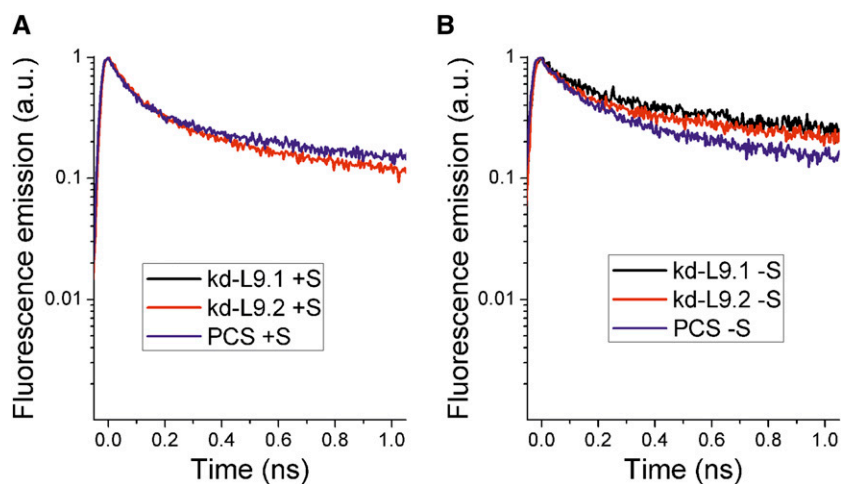 A
Fluorescence emission (a.u.)
1
0.1
0.01
kd-L9.1 +S
kd-L9.2 +S
PCS +S
0.0 0.2 0.4 0.6 0.8 1.0
Time (ns)
B
Fluorescence emission (a.u.)
1
0.1
0.01
kd-L9.1 -S
kd-L9.2 -S
PCS -S
0.0 0.2 0.4 0.6 0.8 1.0
Time (ns)